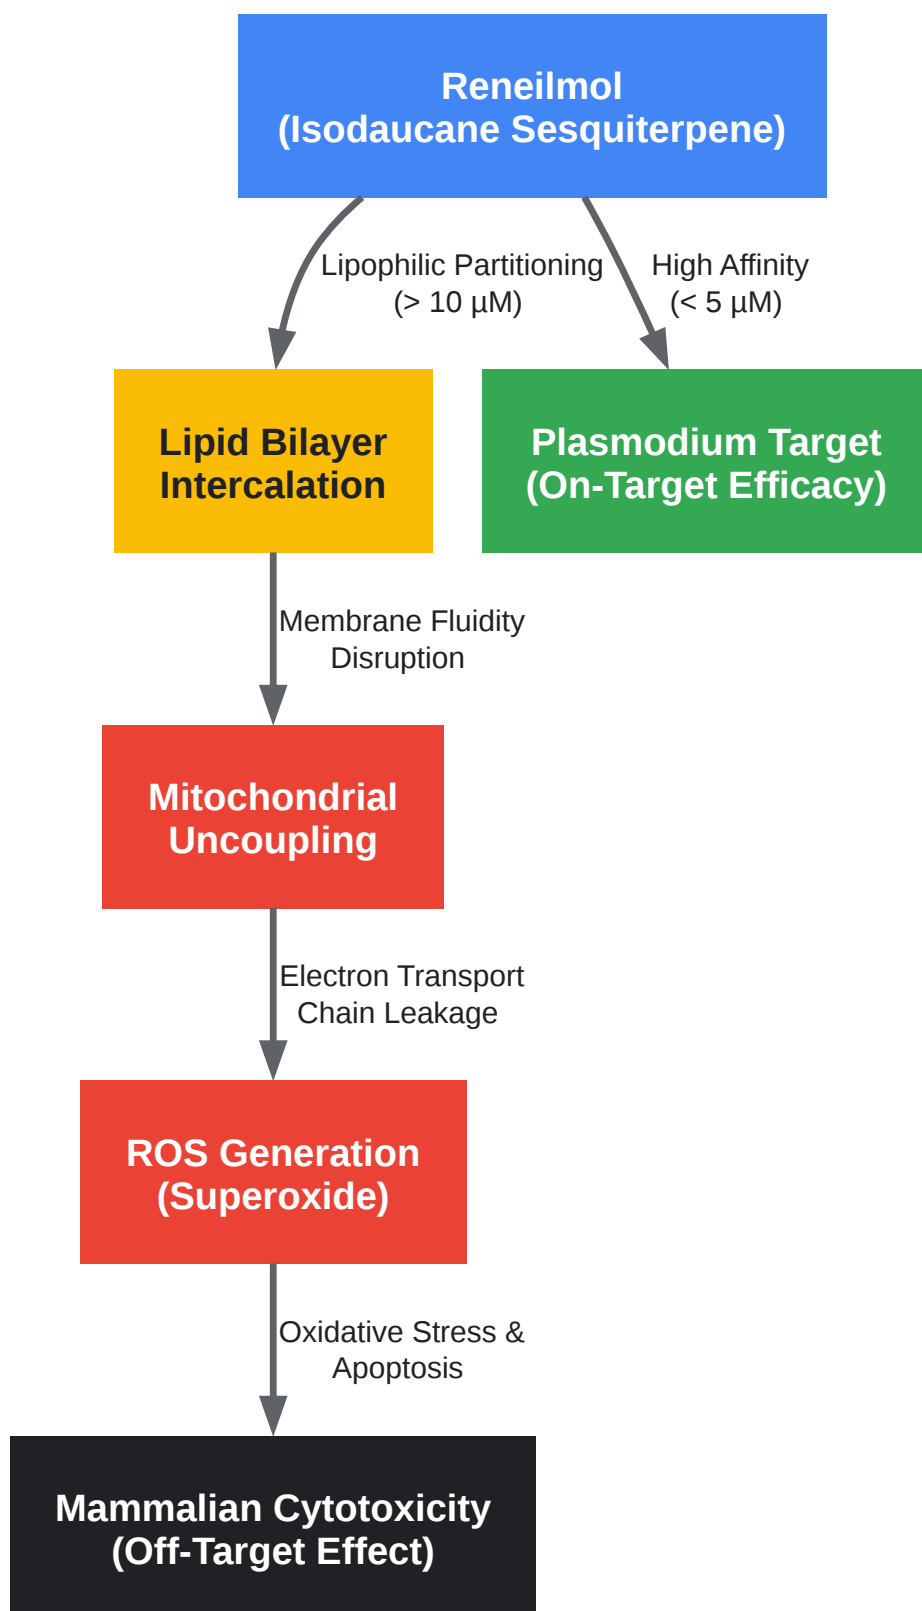 Reneilmol
(Isodaucane Sesquiterpene)
Lipophilic Partitioning
(> 10 µM)
High Affinity
(< 5 µM)
Lipid Bilayer
Intercalation
Plasmodium Target
(On-Target Efficacy)
Membrane Fluidity
Disruption
Mitochondrial
Uncoupling
Electron Transport
Chain Leakage
ROS Generation
(Superoxide)
Oxidative Stress &
Apoptosis
Mammalian Cytotoxicity
(Off-Target Effect)